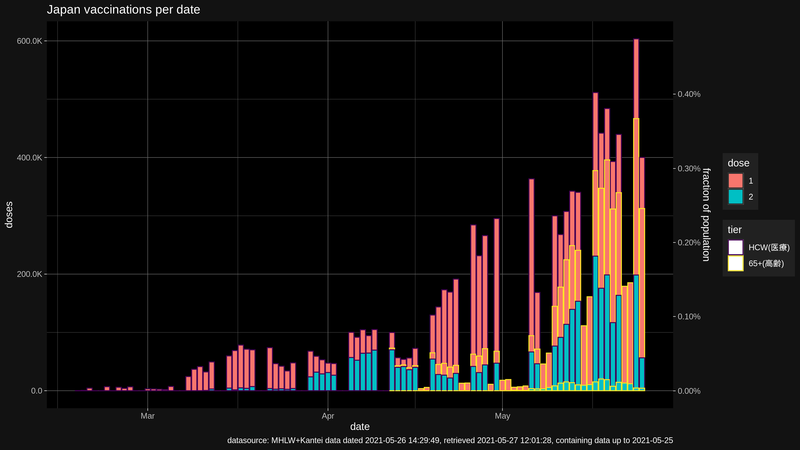 Japan vaccinations per date
600.0K
400.0K
200.0K
0.0
doses
0.40%
0.30%
0.20%
0.10%
0.00%
fraction of population
Mar
Apr
May
date
dose
1
2
tier
HCW(医療)
65+(高齢)
datasource: MHLW+Kantei data dated 2021-05-26 14:29:49, retrieved 2021-05-27 12:01:28, containing data up to 2021-05-25